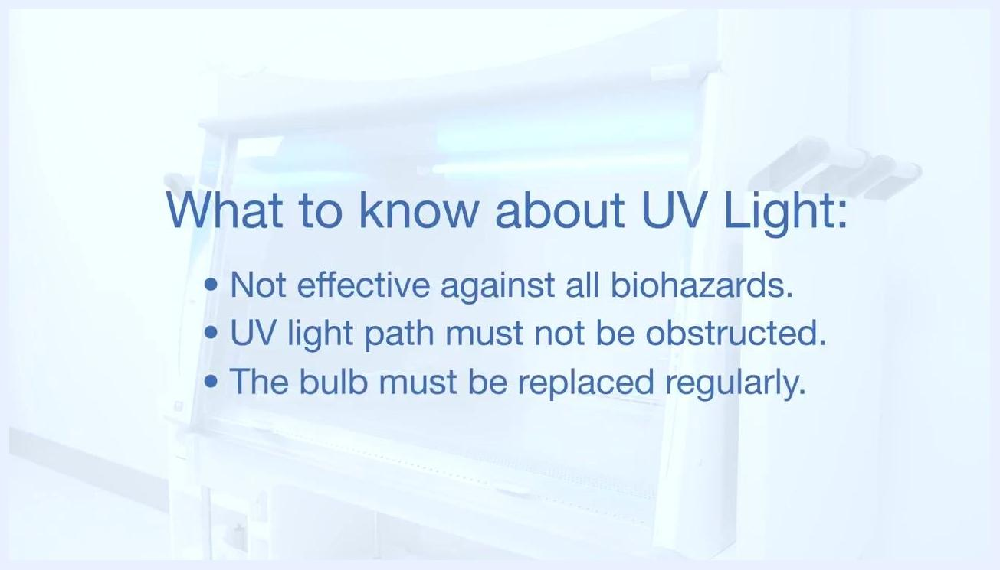 What to know about UV Light:
• Not effective against all biohazards.
• UV light path must not be obstructed.
• The bulb must be replaced regularly.